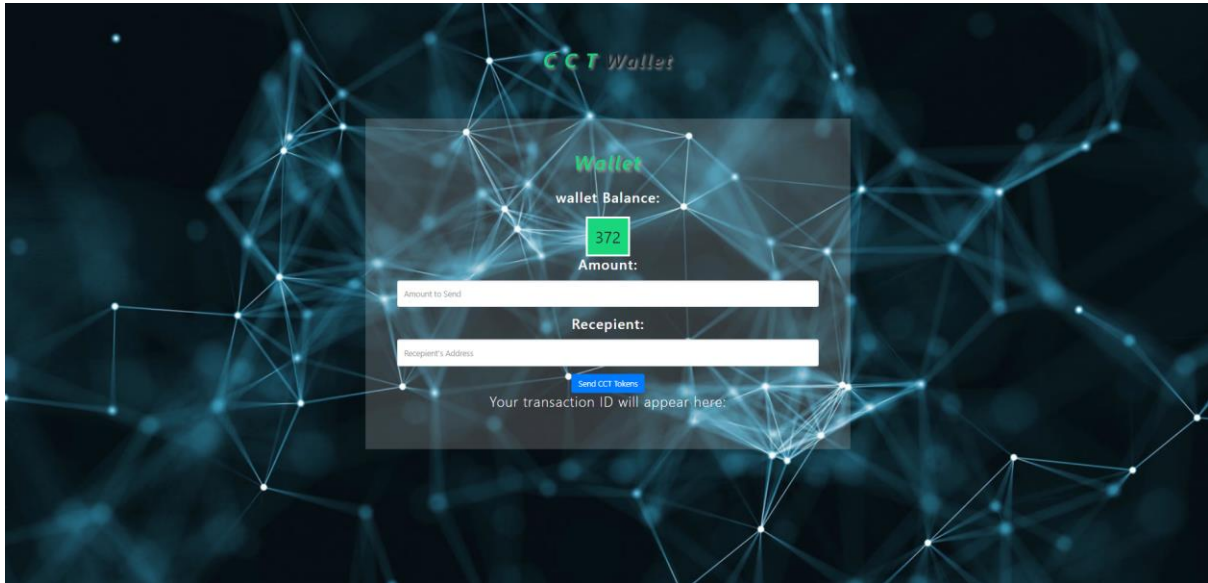 C C T Wallet
Wallet
wallet Balance:
372
Amount:
Amount to Send
Recepient:
Recepient's Address
Send CCT Tokens
Your transaction ID will appear here: